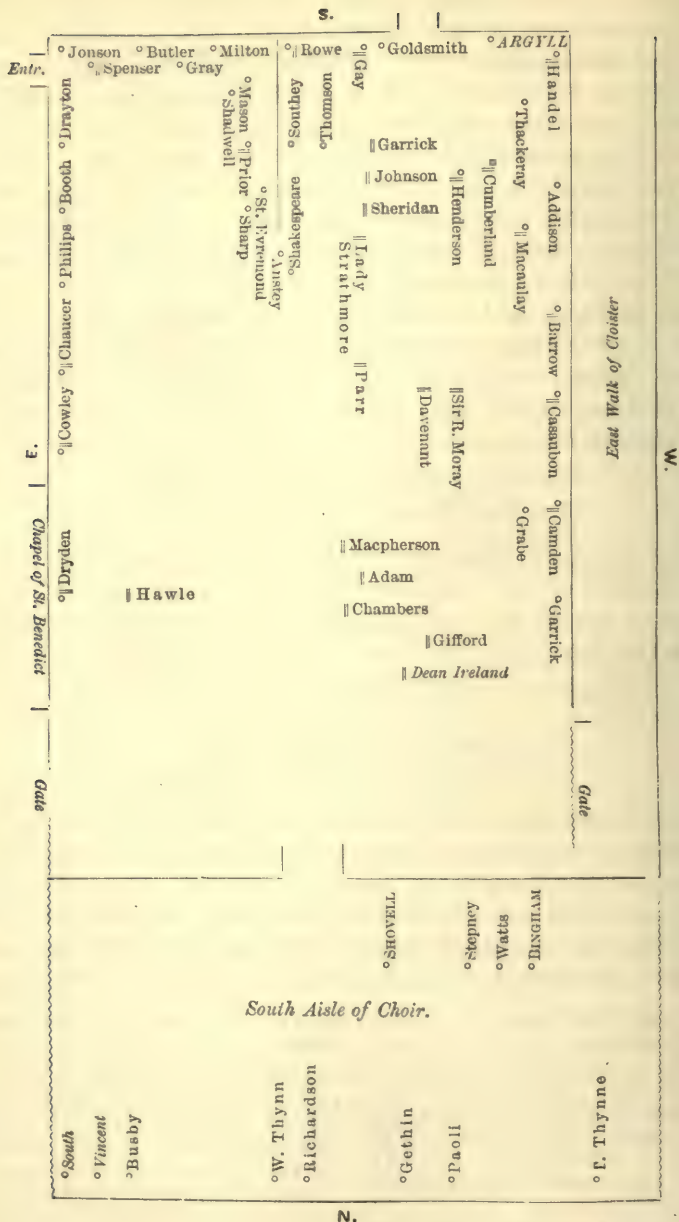 S.
Entr.
Jonson
Butler
Milton
Rowe
Gay
Goldsmith
ARGYLL
Handel
Spenser
Gray
Drayton
Mason
Shadwell
Prior
Sharp
St. Evremond
Anstey
Southey
Thomson
Shakespeare
Garrick
Johnson
Sheridan
Henderson
Cumberland
Thackeray
Addison
Macaulay
Booth
Philips
Chaucer
Cowley
Lady
Strathmore
Parr
Davenant
Sir R. Moray
Barrow
Casaubon
East Walk of Cloister
W.
E.
Chapel of St. Benedict
Dryden
Hawle
Macpherson
Adam
Chambers
Gifford
Dean Ireland
Grabe
Camden
Garrick
Gate
Gate
SHOVELL
Stepney
Watts
BINGHAM
South Aisle of Choir.
South
Vincent
Busby
W. Thynn
Richardson
Gethin
Paoli
T. Thynne
N.